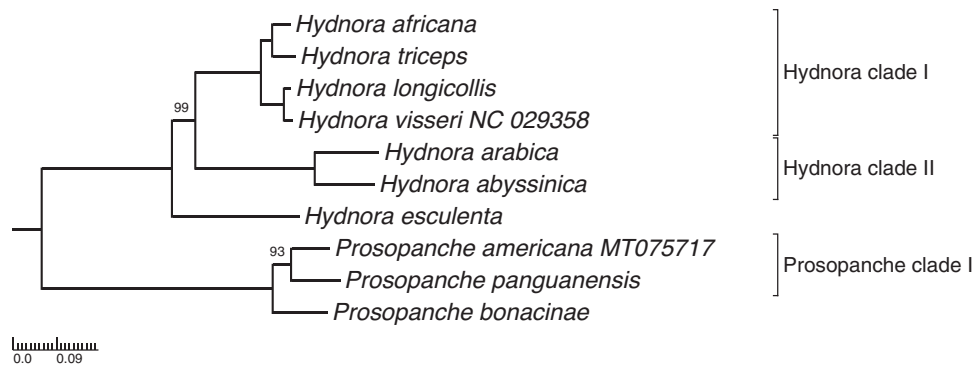 Hydnora africana
Hydnora triceps
Hydnora clade I
Hydnora longicollis
99
Hydnora visseri NC 029358
Hydnora arabica
Hydnora clade II
Hydnora abyssinica
Hydnora esculenta
93
Prosopanche americana MT075717
Prosopanche clade I
Prosopanche panguanensis
Prosopanche bonacinae
0.0 0.09